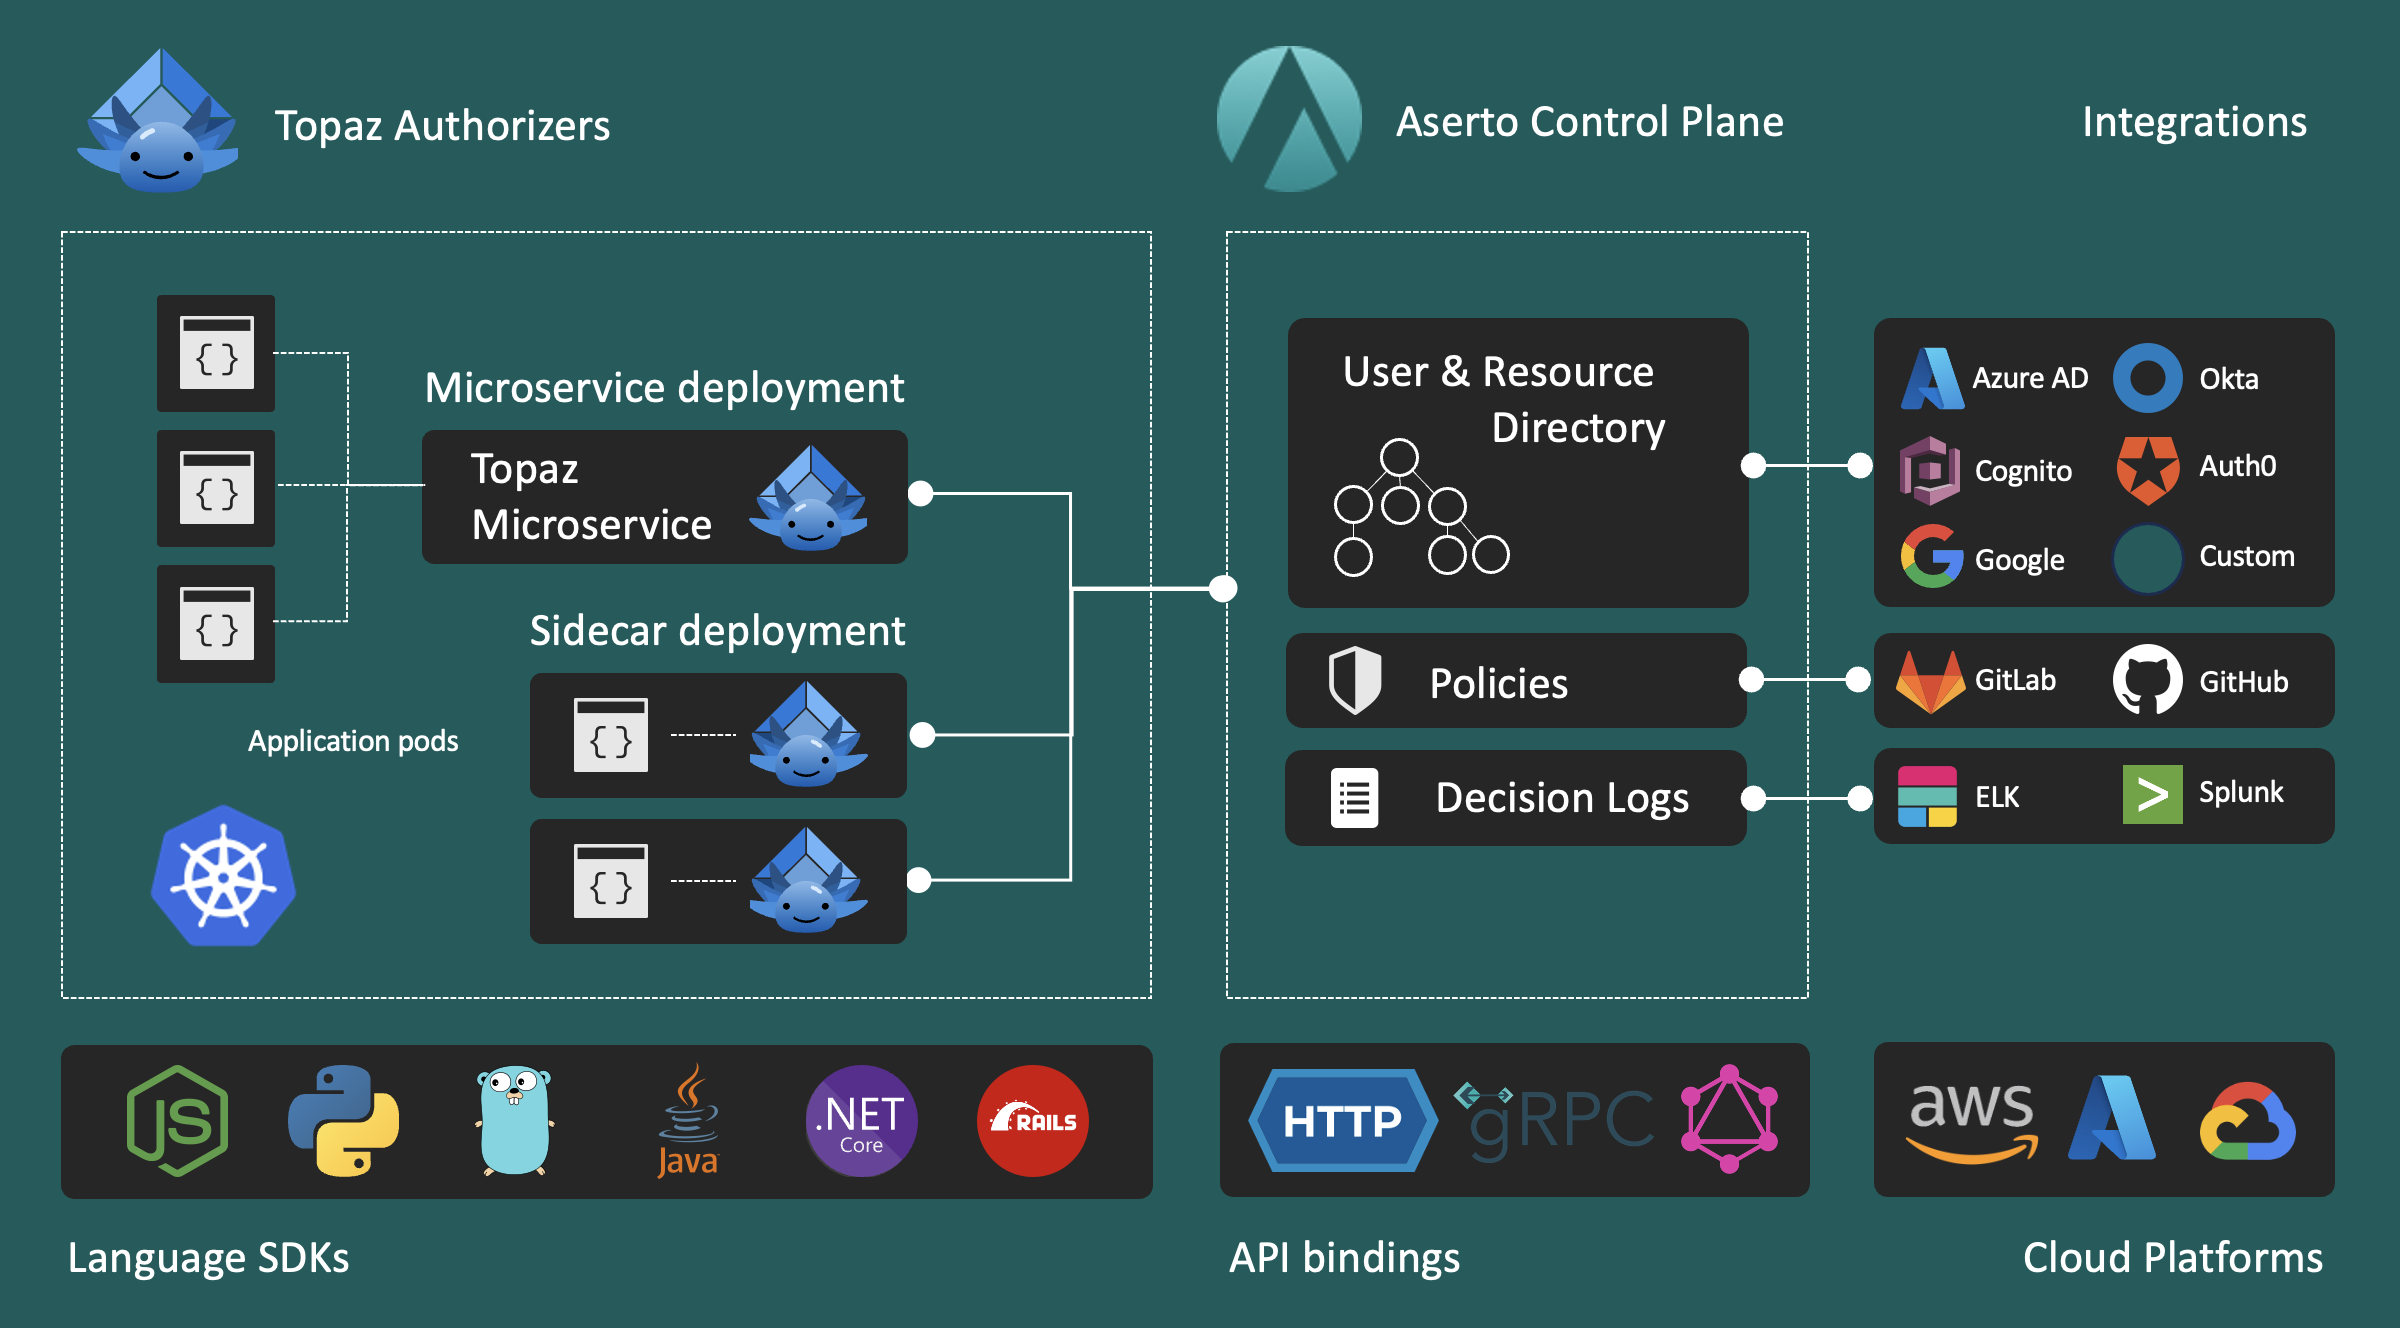 Topaz Authorizers
Aserto Control Plane
Integrations
{}
{}
{}
Microservice deployment
Topaz
Microservice
Sidecar deployment
{}
{}
Application pods
User & Resource
Directory
Policies
Decision Logs
Azure AD
Okta
Cognito
Auth0
Google
Custom
GitLab
GitHub
ELK
>
Splunk
JS
Java
.NET
Core
RAILS
HTTP
gRPC
aws
Language SDKs
API bindings
Cloud Platforms